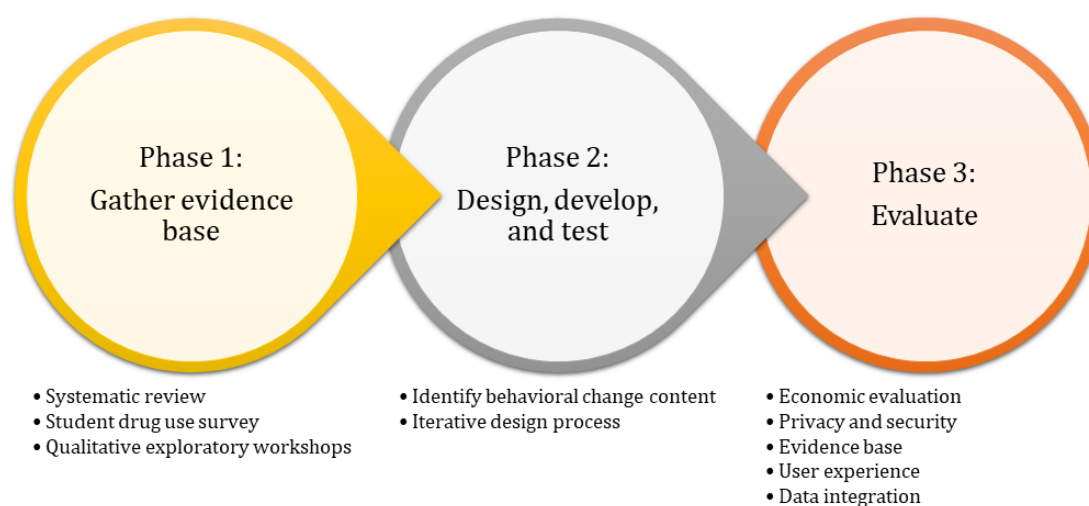 Phase 1:
Gather evidence
base
• Systematic review
• Student drug use survey
• Qualitative exploratory workshops
Phase 2:
Design, develop,
and test
• Identify behavioral change content
• Iterative design process
Phase 3:
Evaluate
• Economic evaluation
• Privacy and security
• Evidence base
• User experience
• Data integration